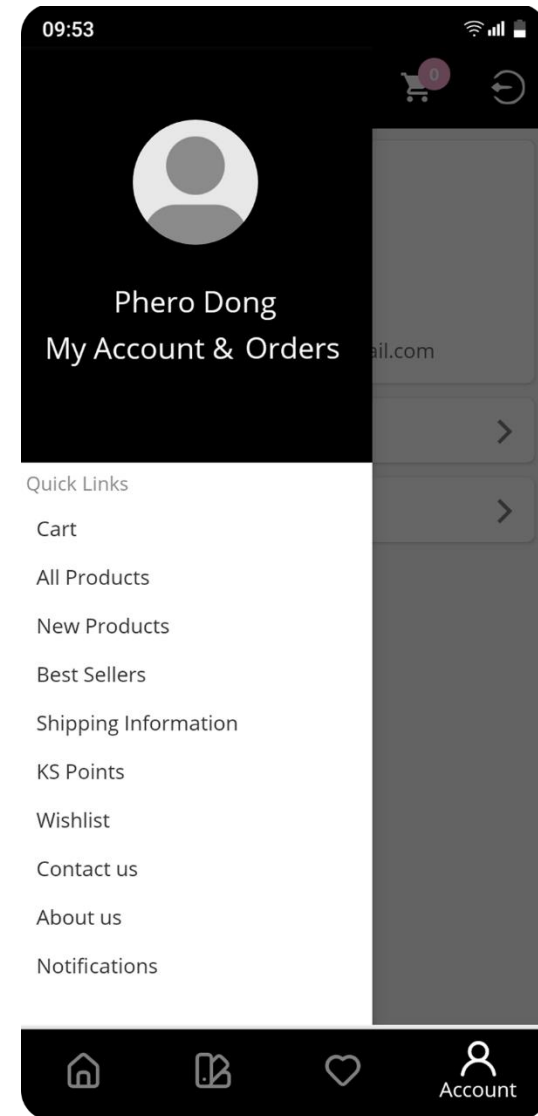 09:53
0
Phero Dong
My Account & Orders
ail.com
Quick Links
Cart
All Products
New Products
Best Sellers
Shipping Information
KS Points
Wishlist
Contact us
About us
Notifications
Account